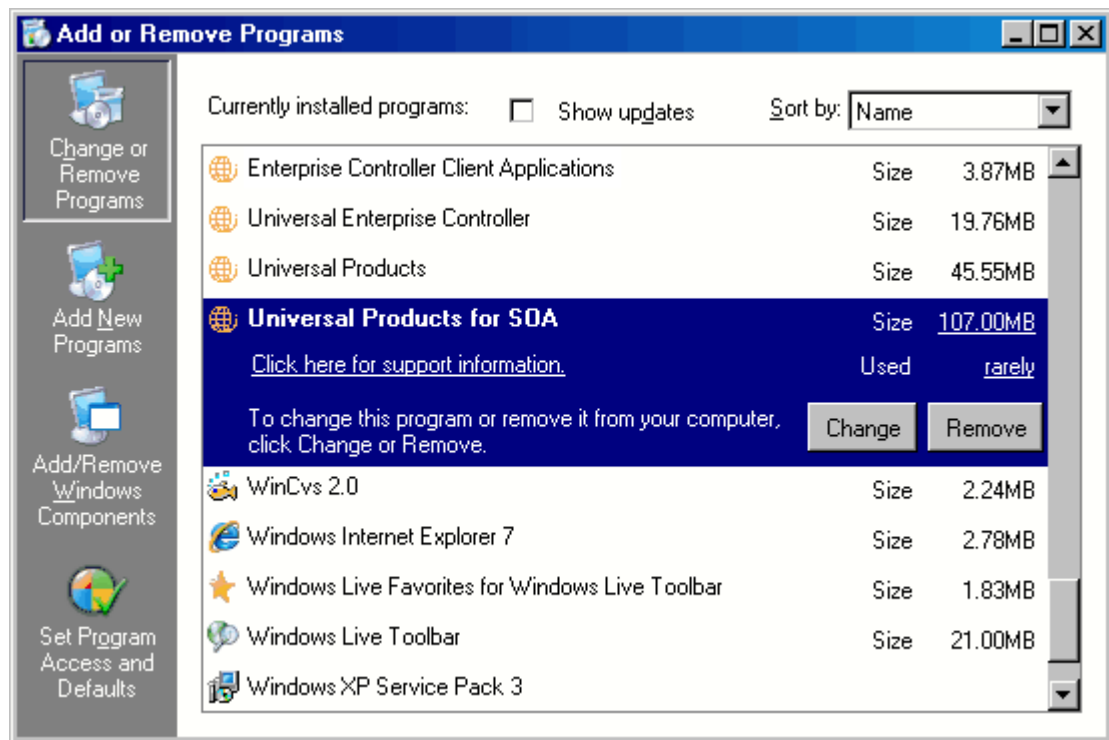 Add or Remove Programs
Change or
Remove
Programs
Add New
Programs
Add/Remove
Windows
Components
Set Program
Access and
Defaults
Currently installed programs: Show updates Sort by: Name
Enterprise Controller Client Applications Size 3.87MB
Universal Enterprise Controller Size 19.76MB
Universal Products Size 45.55MB
Universal Products for SOA Size 107.00MB
Click here for support information. Used rarely
To change this program or remove it from your computer,
click Change or Remove. Change Remove
WinCvs 2.0 Size 2.24MB
Windows Internet Explorer 7 Size 2.78MB
Windows Live Favorites for Windows Live Toolbar Size 1.83MB
Windows Live Toolbar Size 21.00MB
Windows XP Service Pack 3